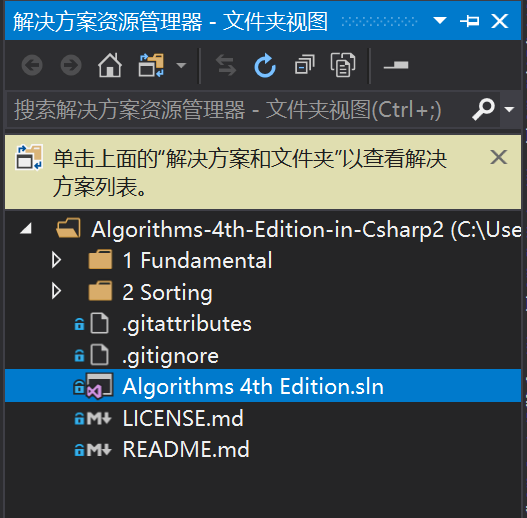 解决方案资源管理器 - 文件夹视图
搜索解决方案资源管理器 - 文件夹视图(Ctrl+;)
单击上面的“解决方案和文件夹”以查看解决
方案列表。
Algorithms-4th-Edition-in-Csharp2 (C:\Use
1 Fundamental
2 Sorting
.gitattributes
.gitignore
Algorithms 4th Edition.sln
LICENSE.md
README.md